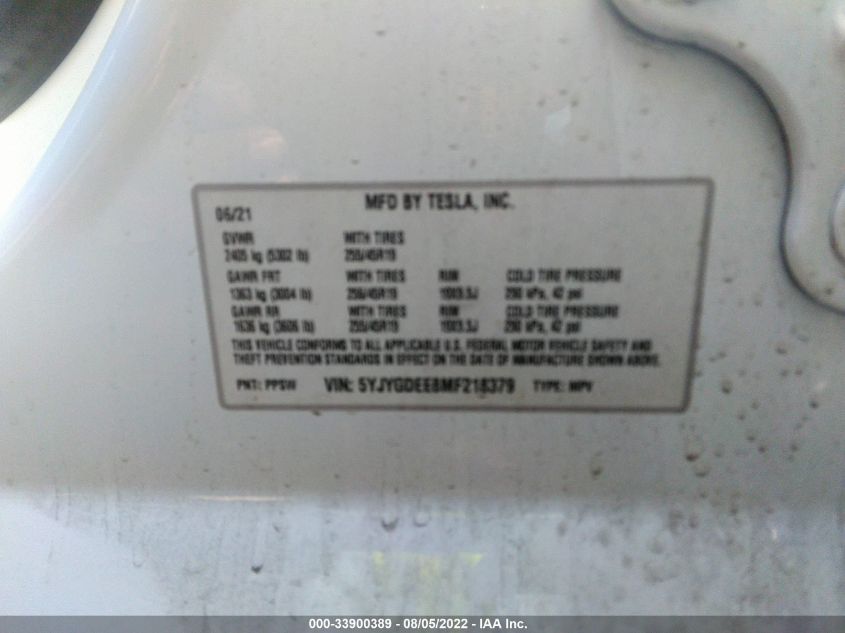 MFD BY TESLA, INC.
06/21
GVWR WITH TIRES
2405 kg (5302 lb) 255/45R19
GAWR FRT WITH TIRES RIM COLD TIRE PRESSURE
1363 kg (3004 lb) 255/45R19 19X9.5J 290 kPa, 42 psi
GAWR RR WITH TIRES RIM COLD TIRE PRESSURE
1636 kg (3606 lb) 255/45R19 19X9.5J 290 kPa, 42 psi
THIS VEHICLE CONFORMS TO ALL APPLICABLE U.S. FEDERAL MOTOR VEHICLE SAFETY AND
THEFT PREVENTION STANDARDS IN EFFECT ON THE DATE OF MANUFACTURE SHOWN ABOVE.
PNT: PPSW VIN: 5YJYGDEE8MF218379 TYPE: MPV
000-33900389 - 08/05/2022 - IAA Inc.